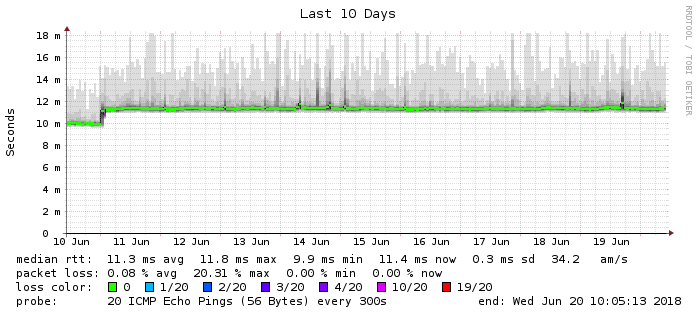 Last 10 Days
RRDTOOL / TOBI OETIKER
Seconds
18 m
16 m
14 m
12 m
10 m
8 m
6 m
4 m
2 m
0
10 Jun 11 Jun 12 Jun 13 Jun 14 Jun 15 Jun 16 Jun 17 Jun 18 Jun 19 Jun
median rtt: 11.3 ms avg 11.8 ms max 9.9 ms min 11.4 ms now 0.3 ms sd 34.2 am/s
packet loss: 0.08 % avg 20.31 % max 0.00 % min 0.00 % now
loss color: 0 1/20 2/20 3/20 4/20 10/20 19/20
probe: 20 ICMP Echo Pings (56 Bytes) every 300s end: Wed Jun 20 10:05:13 2018